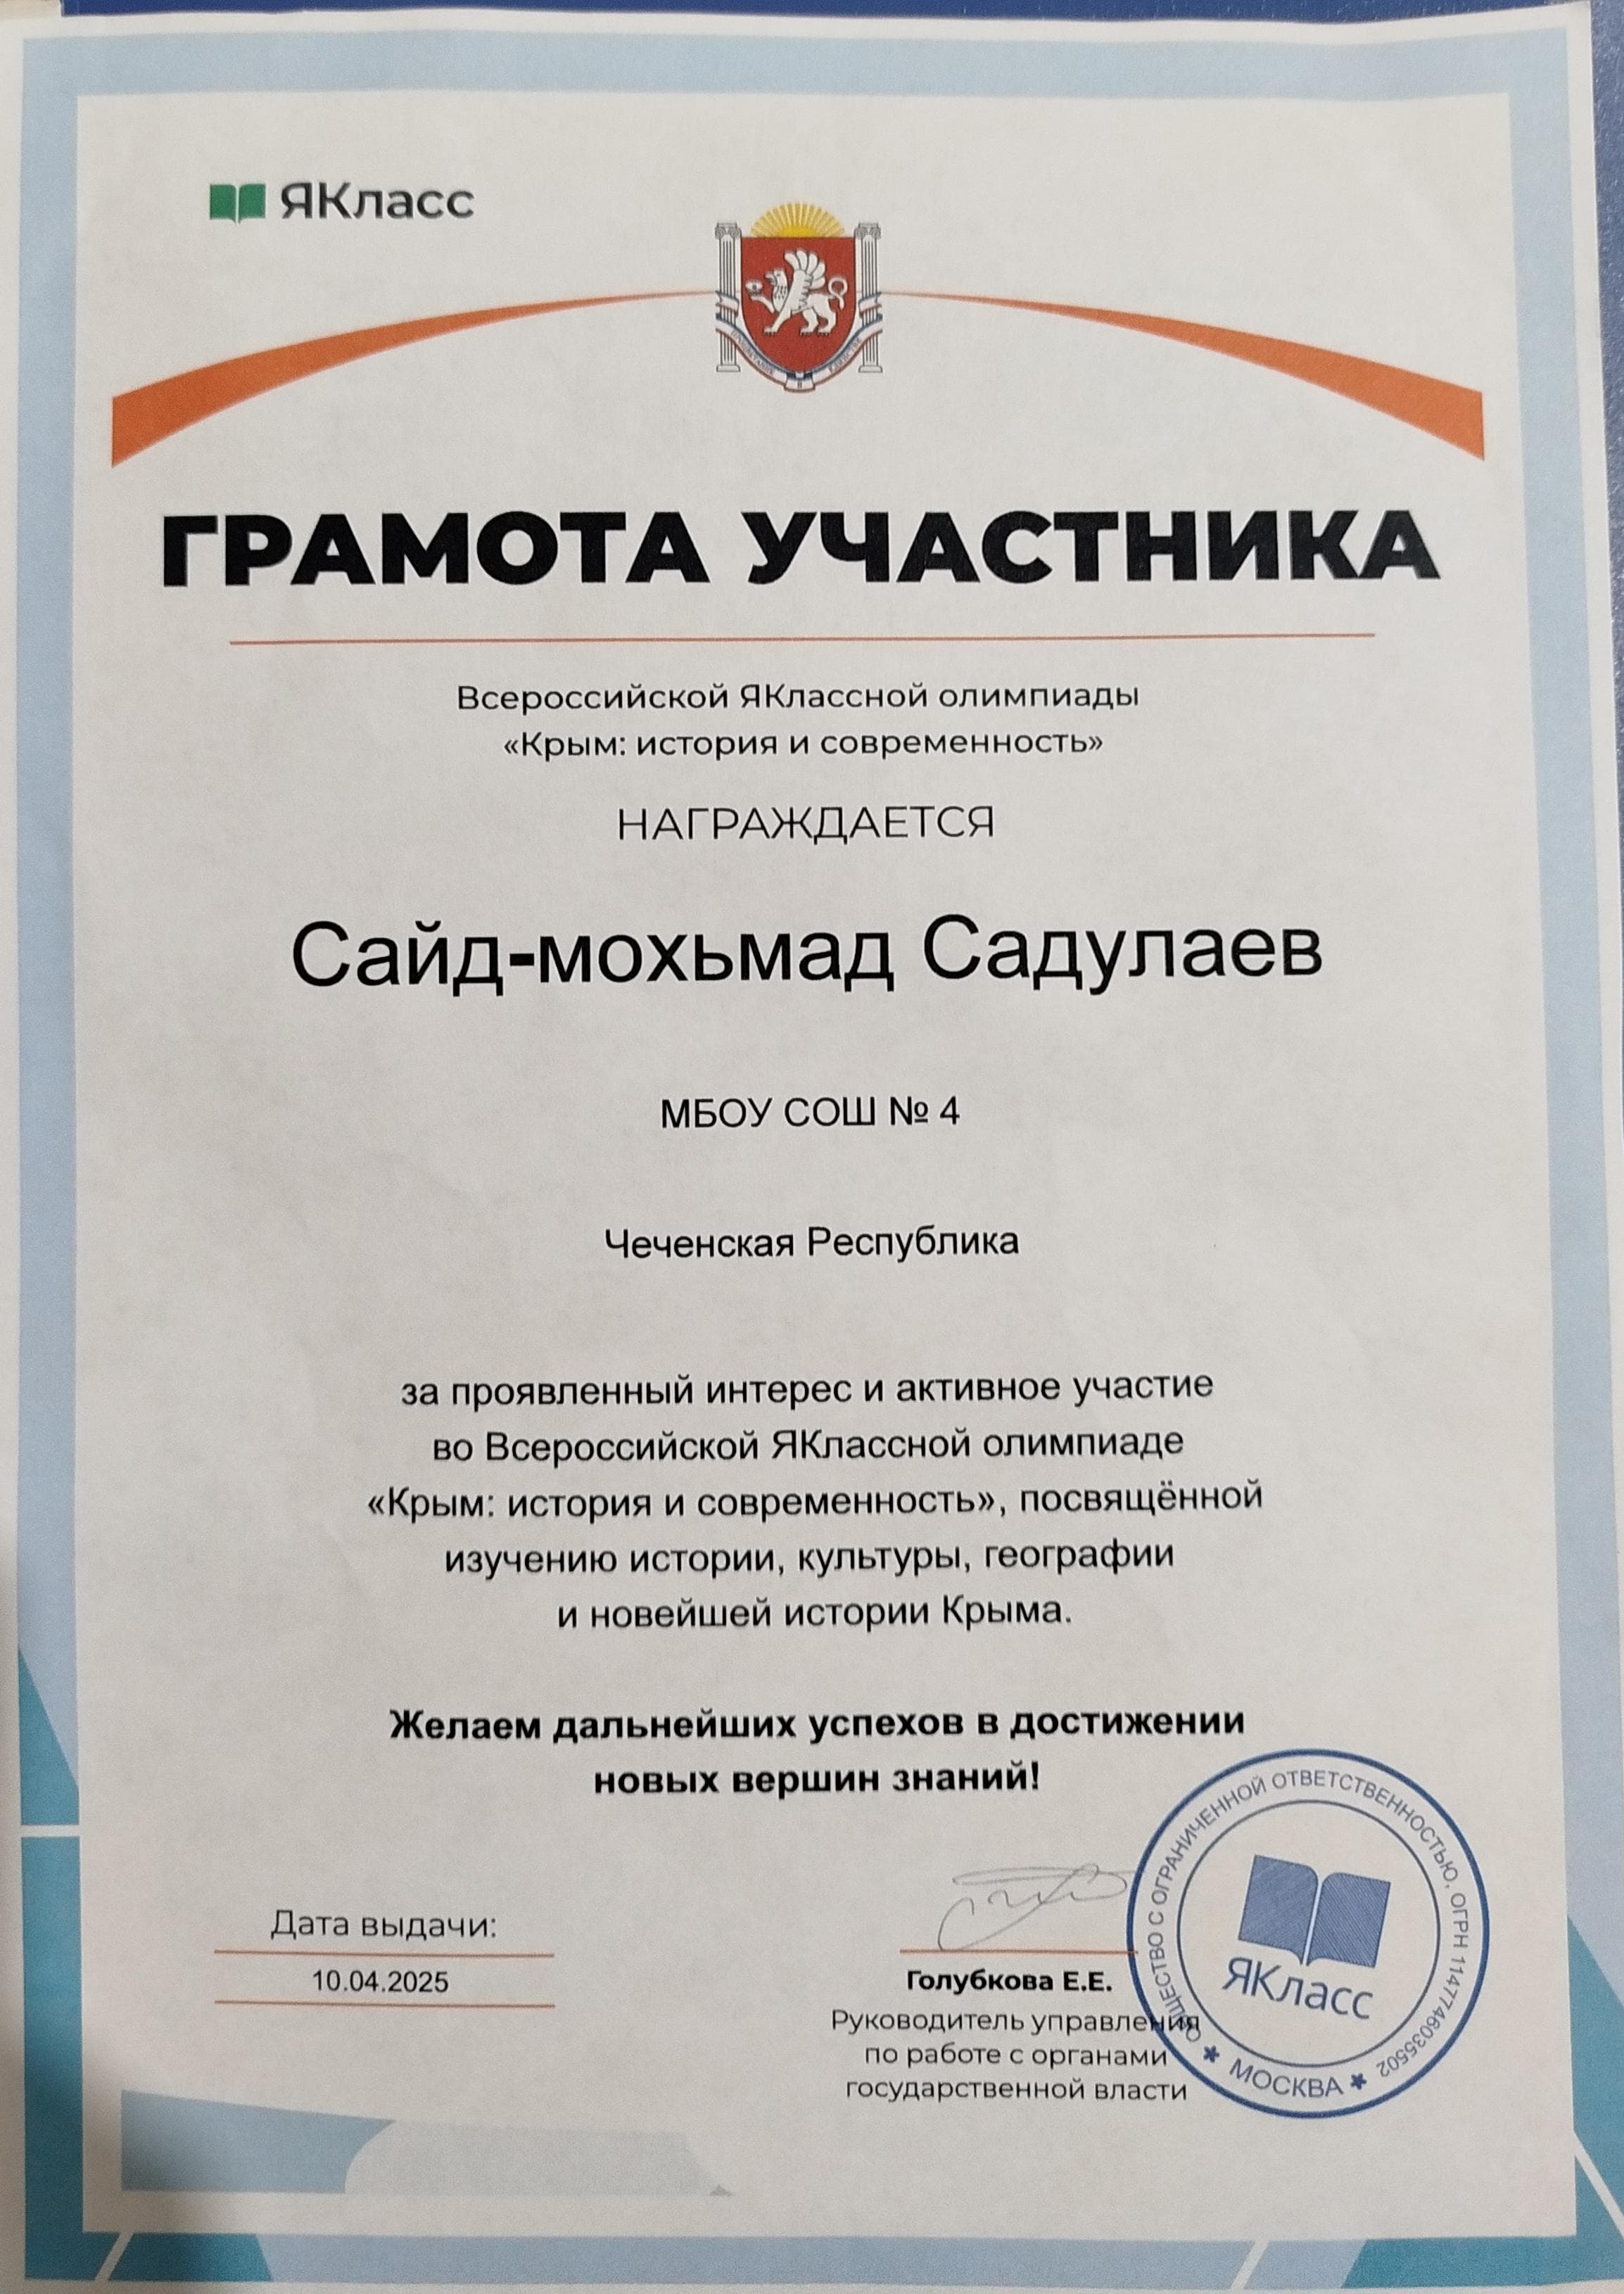 ЯКласс
ГРАМОТА УЧАСТНИКА
Всероссийской ЯКлассной олимпиады
«Крым: история и современность»
НАГРАЖДАЕТСЯ
Сайд-мохьмад Садулаев
МБОУ СОШ № 4
Чеченская Республика
за проявленный интерес и активное участие
во Всероссийской ЯКлассной олимпиаде
«Крым: история и современность», посвящённой
изучению истории, культуры, географии
и новейшей истории Крыма.
Желаем дальнейших успехов в достижении
новых вершин знаний!
Дата выдачи:
10.04.2025
Голубкова Е.Е.
Руководитель управления
по работе с органами
государственной власти
ОБЩЕСТВО С ОГРАНИЧЕННОЙ ОТВЕТСТВЕННОСТЬЮ, ОГРН 1147746035502
ЯКласс
МОСКВА